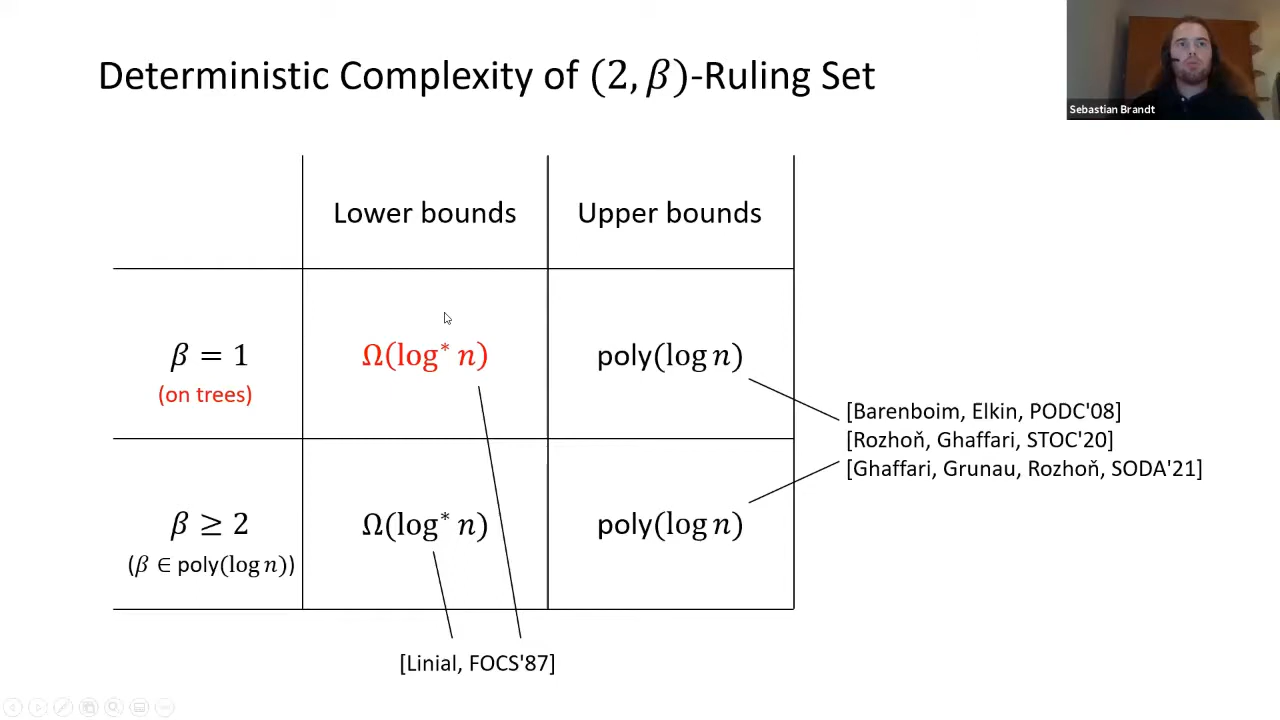 Deterministic Complexity of (2, β)-Ruling Set
Sebastian Brandt
Lower bounds
Upper bounds
β = 1
(on trees)
Ω(log* n)
poly(log n)
[Barenboim, Elkin, PODC'08]
[Rozhoň, Ghaffari, STOC'20]
[Ghaffari, Grunau, Rozhoň, SODA'21]
β ≥ 2
(β ∈ poly(log n))
Ω(log* n)
poly(log n)
[Linial, FOCS'87]